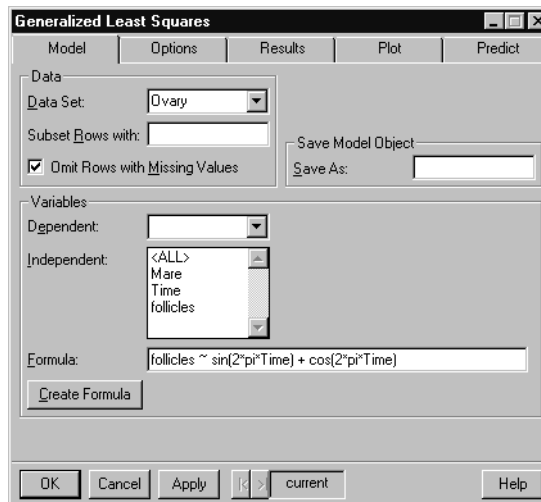 Generalized Least Squares
Model Options Results Plot Predict
Data
Data Set: Ovary
Subset Rows with:
Omit Rows with Missing Values
Save Model Object
Save As:
Variables
Dependent:
Independent: <ALL>
Mare
Time
follicles
Formula: follicles ~ sin(2*pi*Time) + cos(2*pi*Time)
Create Formula
OK Cancel Apply current Help